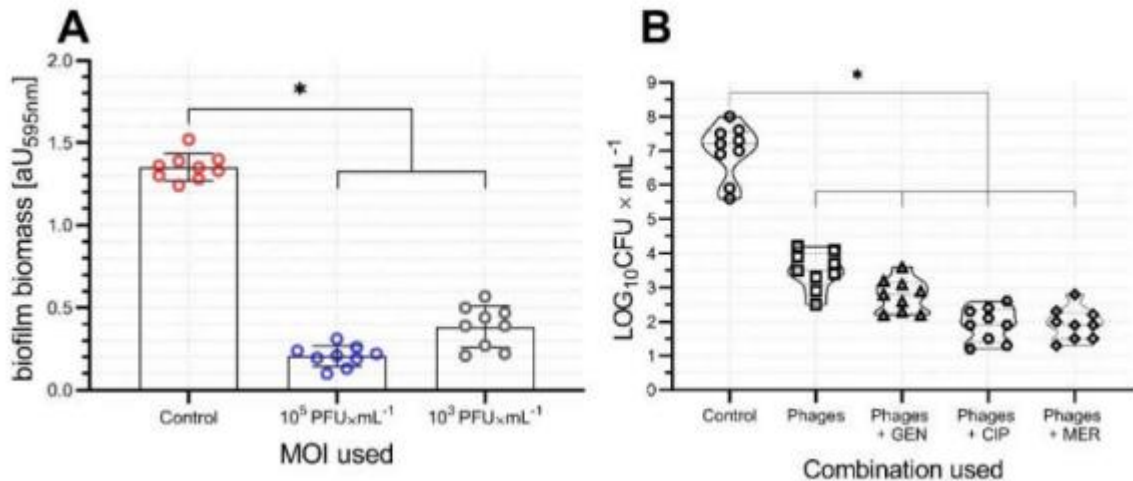 A
biofilm biomass [aU595nm]
2.0
1.5
1.0
0.5
0.0
*
Control
10⁵ PFU×mL⁻¹
10³ PFU×mL⁻¹
MOI used
B
LOG₁₀CFU × mL⁻¹
9
8
7
6
5
4
3
2
1
0
*
Control
Phages
Phages
+ GEN
Phages
+ CIP
Phages
+ MER
Combination used